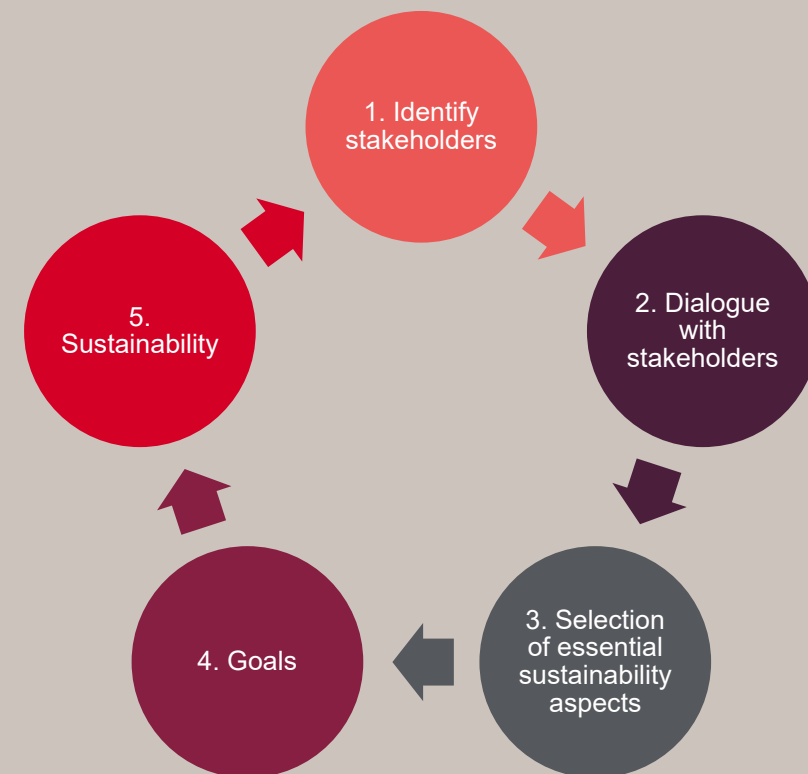 1. Identify
stakeholders
2. Dialogue
with
stakeholders
3. Selection
of essential
sustainability
aspects
4. Goals
5.
Sustainability